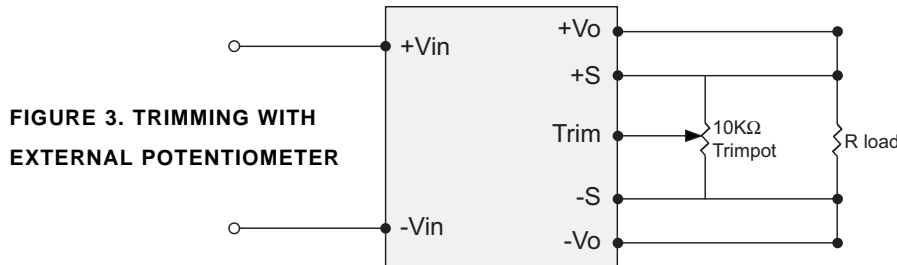 +Vo
+Vin
+S
FIGURE 3. TRIMMING WITH
EXTERNAL POTENTIOMETER
Trim
10KΩ
Trimpot
R load
-S
-Vin
-Vo